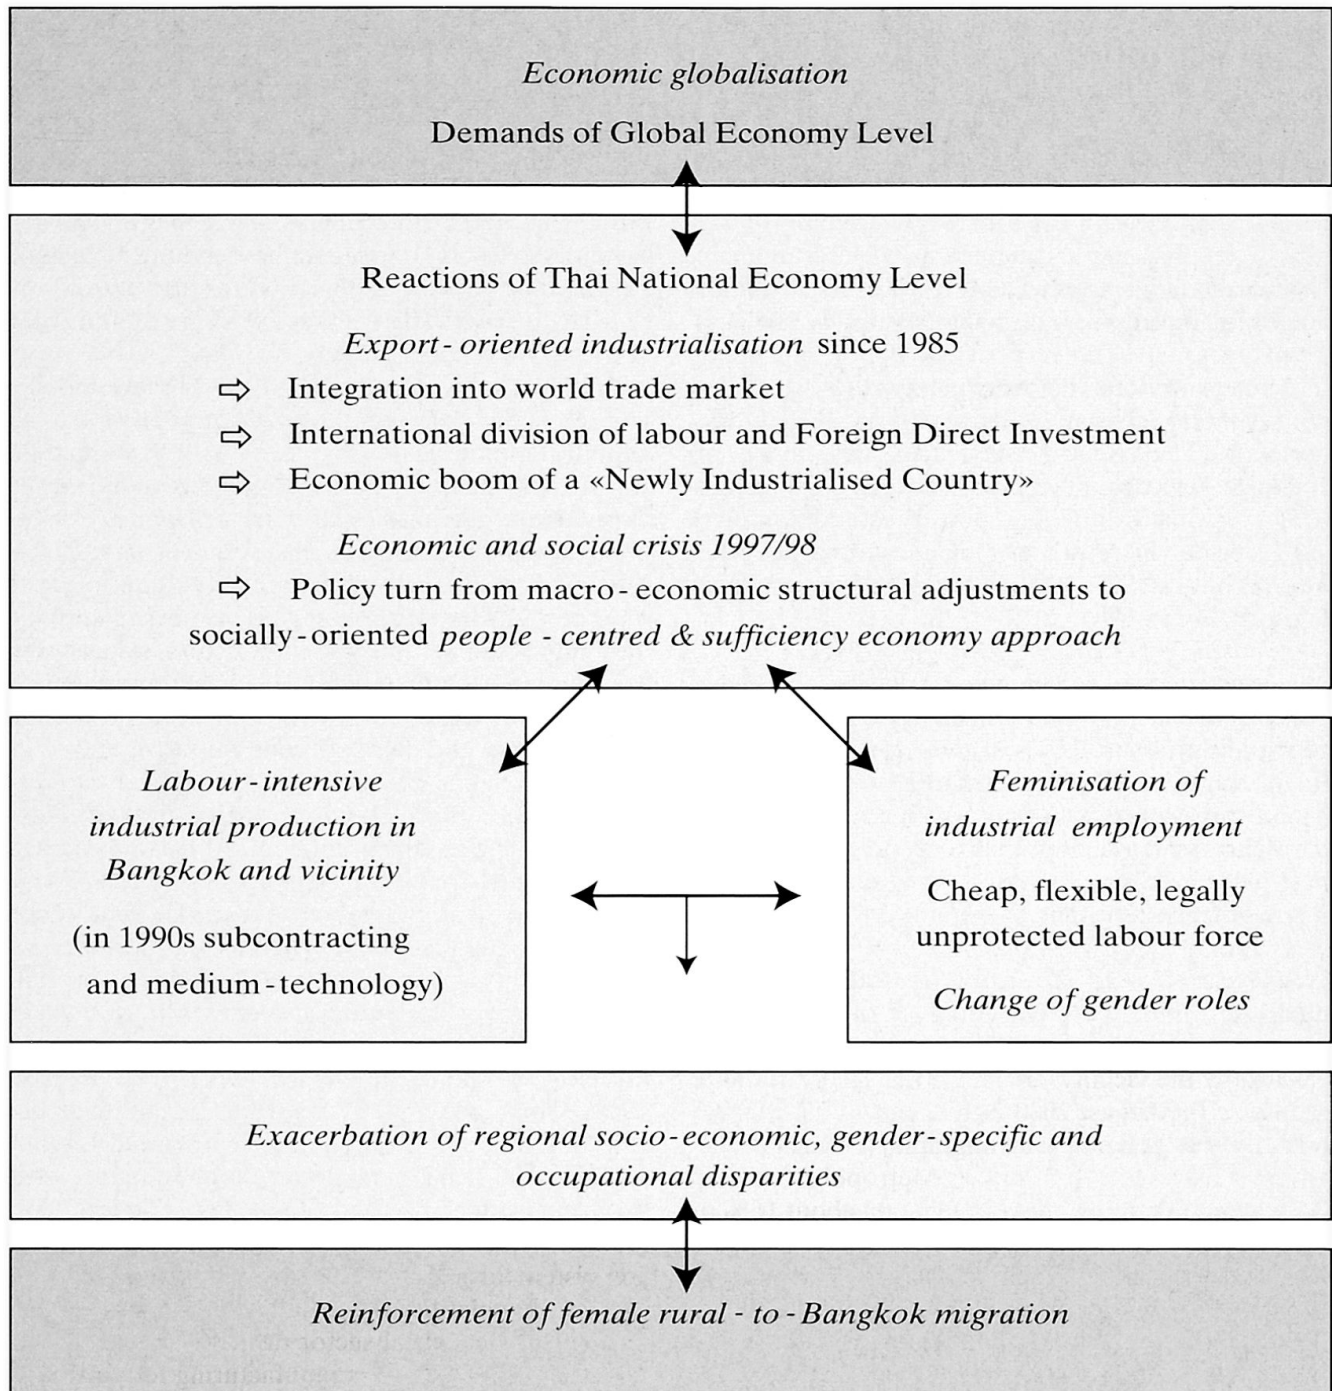 Economic globalisation
Demands of Global Economy Level
Reactions of Thai National Economy Level
Export-oriented industrialisation since 1985
⇨ Integration into world trade market
⇨ International division of labour and Foreign Direct Investment
⇨ Economic boom of a «Newly Industrialised Country»
Economic and social crisis 1997/98
⇨ Policy turn from macro-economic structural adjustments to
socially-oriented people-centred & sufficiency economy approach
Labour-intensive
industrial production in
Bangkok and vicinity
(in 1990s subcontracting
and medium-technology)
Feminisation of
industrial employment
Cheap, flexible, legally
unprotected labour force
Change of gender roles
Exacerbation of regional socio-economic, gender-specific and
occupational disparities
Reinforcement of female rural-to-Bangkok migration